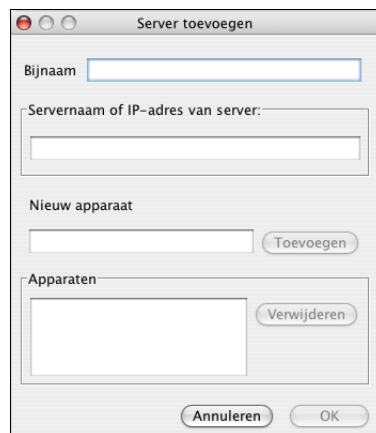 Server toevoegen
Bijnaam
Servernaam of IP-adres van server:
Nieuw apparaat
Toevoegen
Apparaten
Verwijderen
Annuleren OK